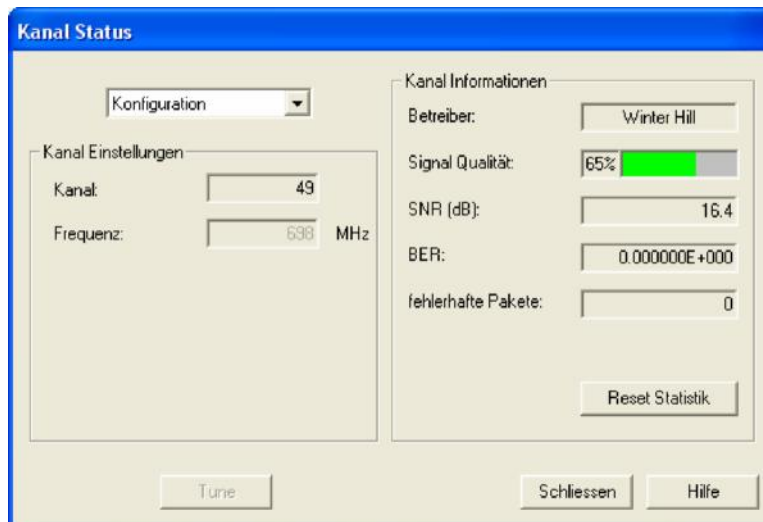 Kanal Status
Konfiguration
Kanal Einstellungen
Kanal: 49
Frequenz: 698 MHz
Kanal Informationen
Betreiber: Winter Hill
Signal Qualität: 65%
SNR (dB): 16.4
BER: 0.000000E+000
fehlerhafte Pakete: 0
Reset Statistik
Tune
Schliessen
Hilfe